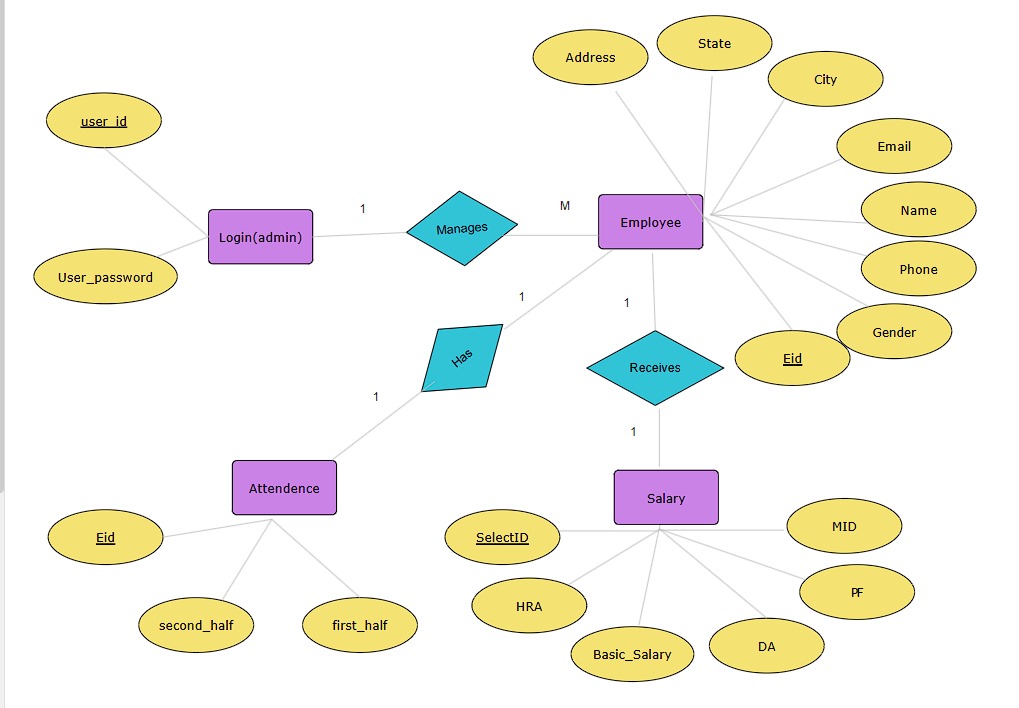 State
Address
City
user_id
Email
1
M
Name
Employee
Manages
Login(admin)
User_password
Phone
1
1
Gender
Has
Receives
Eid
1
1
Attendence
Salary
Eid
SelectID
MID
HRA
PF
second_half
first_half
Basic_Salary
DA